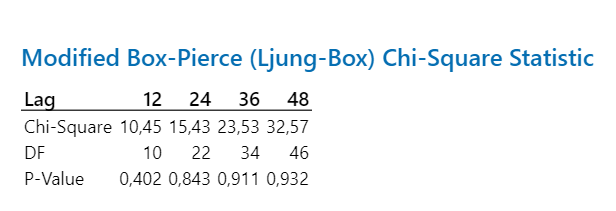 Modified Box-Pierce (Ljung-Box) Chi-Square Statistic
Lag 12 24 36 48
Chi-Square 10,45 15,43 23,53 32,57
DF 10 22 34 46
P-Value 0,402 0,843 0,911 0,932